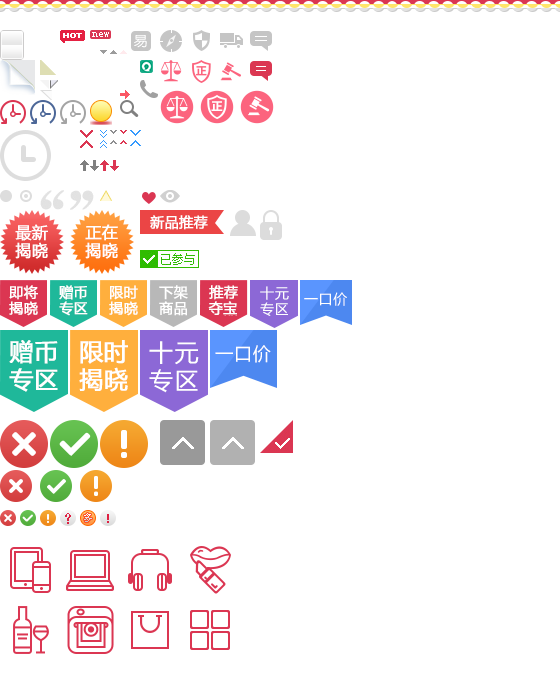 HOT
new
易
正
正
最新
揭晓
正在
揭晓
新品推荐
已参与
即将
揭晓
赠币
专区
限时
揭晓
下架
商品
推荐
夺宝
十元
专区
一口价
赠币
专区
限时
揭晓
十元
专区
一口价